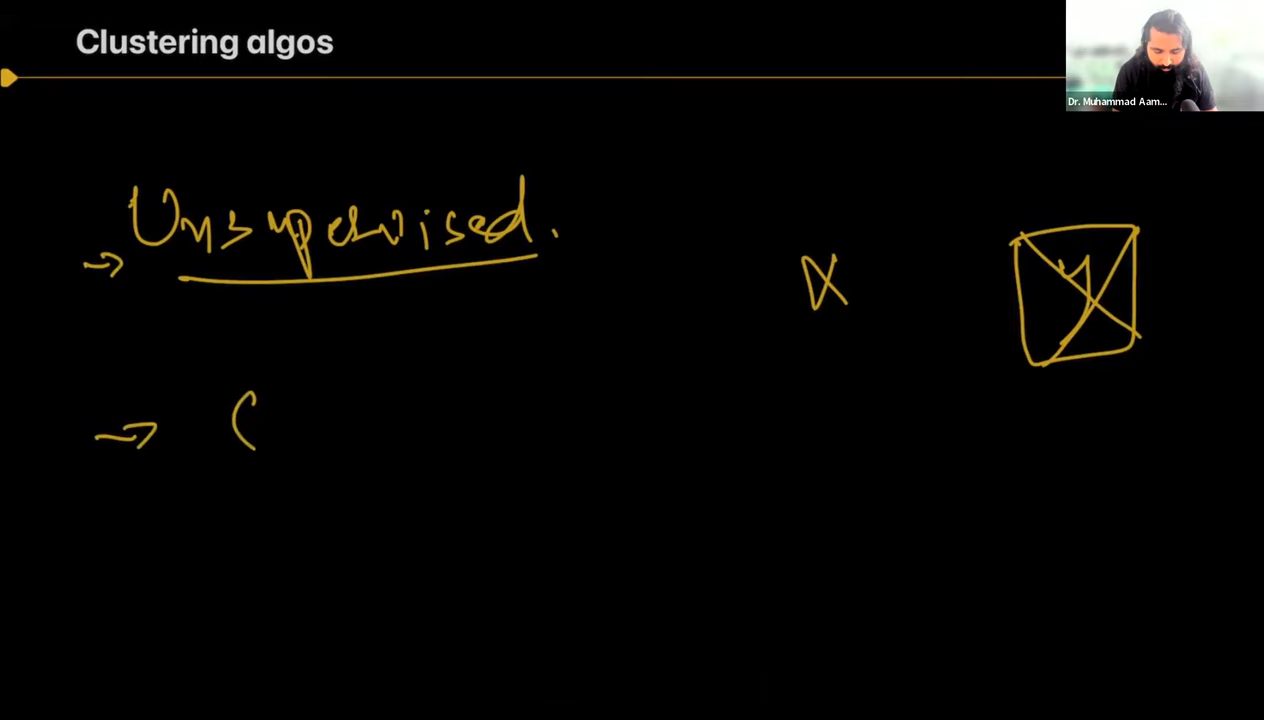 Clustering algos
Dr. Muhammad Aam...
→ Unsupervised.
X
y
→ (